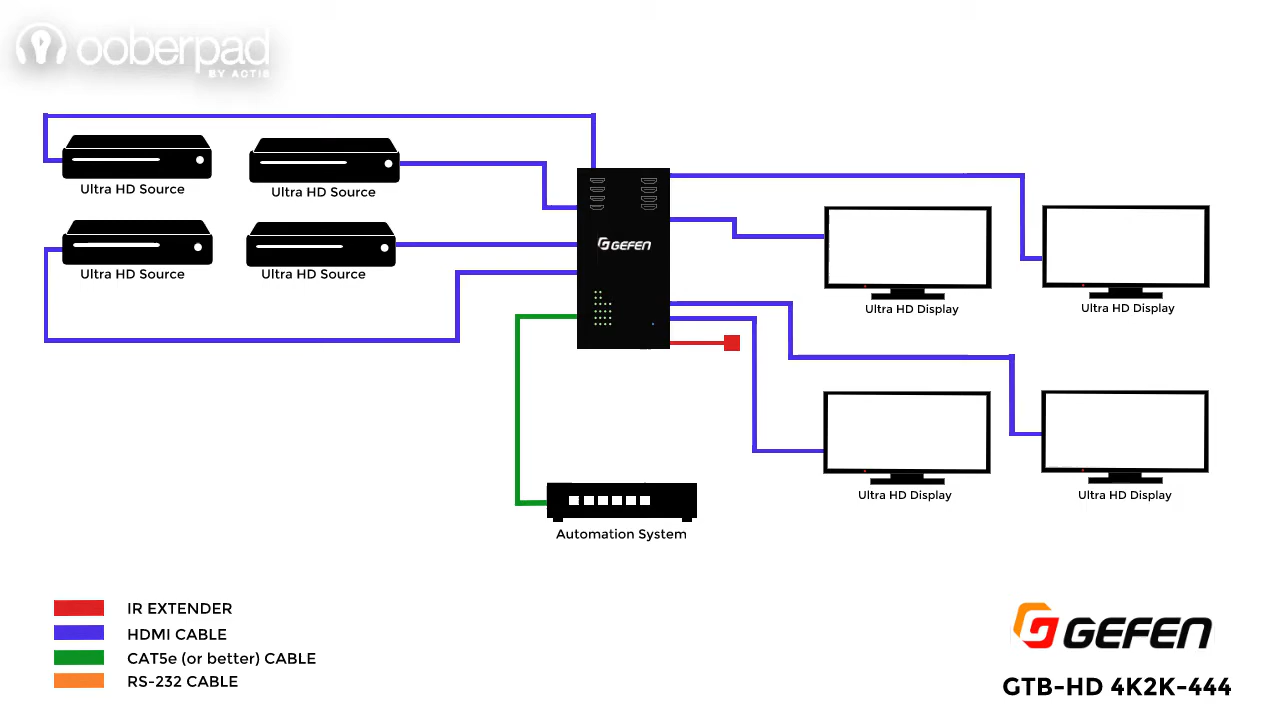 ooberpad
BY ACTIS
Ultra HD Source
Ultra HD Source
Ultra HD Source
Ultra HD Source
GEFEN
Ultra HD Display
Ultra HD Display
Ultra HD Display
Ultra HD Display
Automation System
IR EXTENDER
HDMI CABLE
CAT5e (or better) CABLE
RS-232 CABLE
GEFEN
GTB-HD 4K2K-444